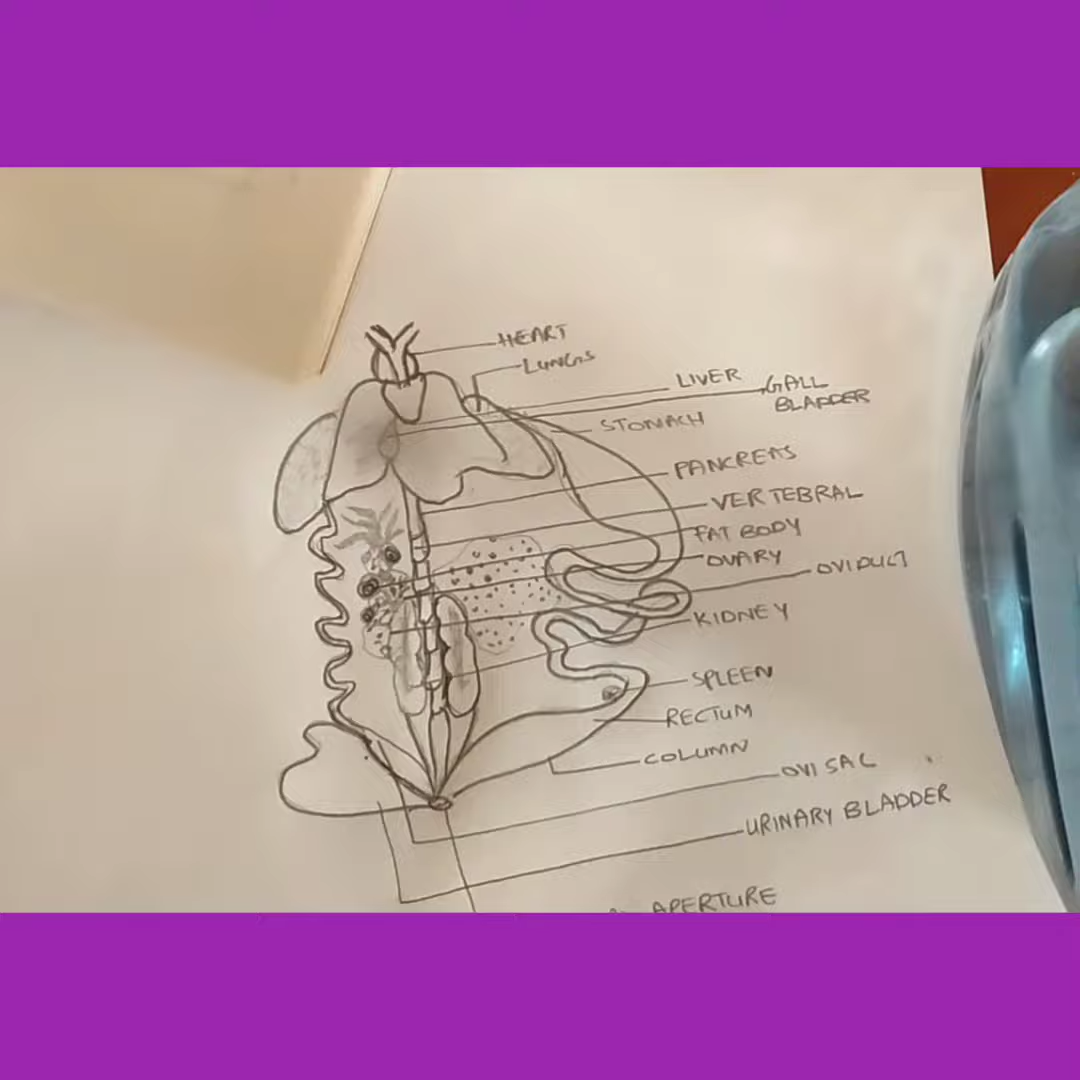 HEART
LUNGS
LIVER
GALL
BLADDER
STONACH
PANCREAS
VERTEBRAL
FAT BODY
OVARY
OVIDUCT
KIDNEY
SPLEEN
RECTUM
COLUMN
OVI SAC
URINARY BLADDER
APERTURE